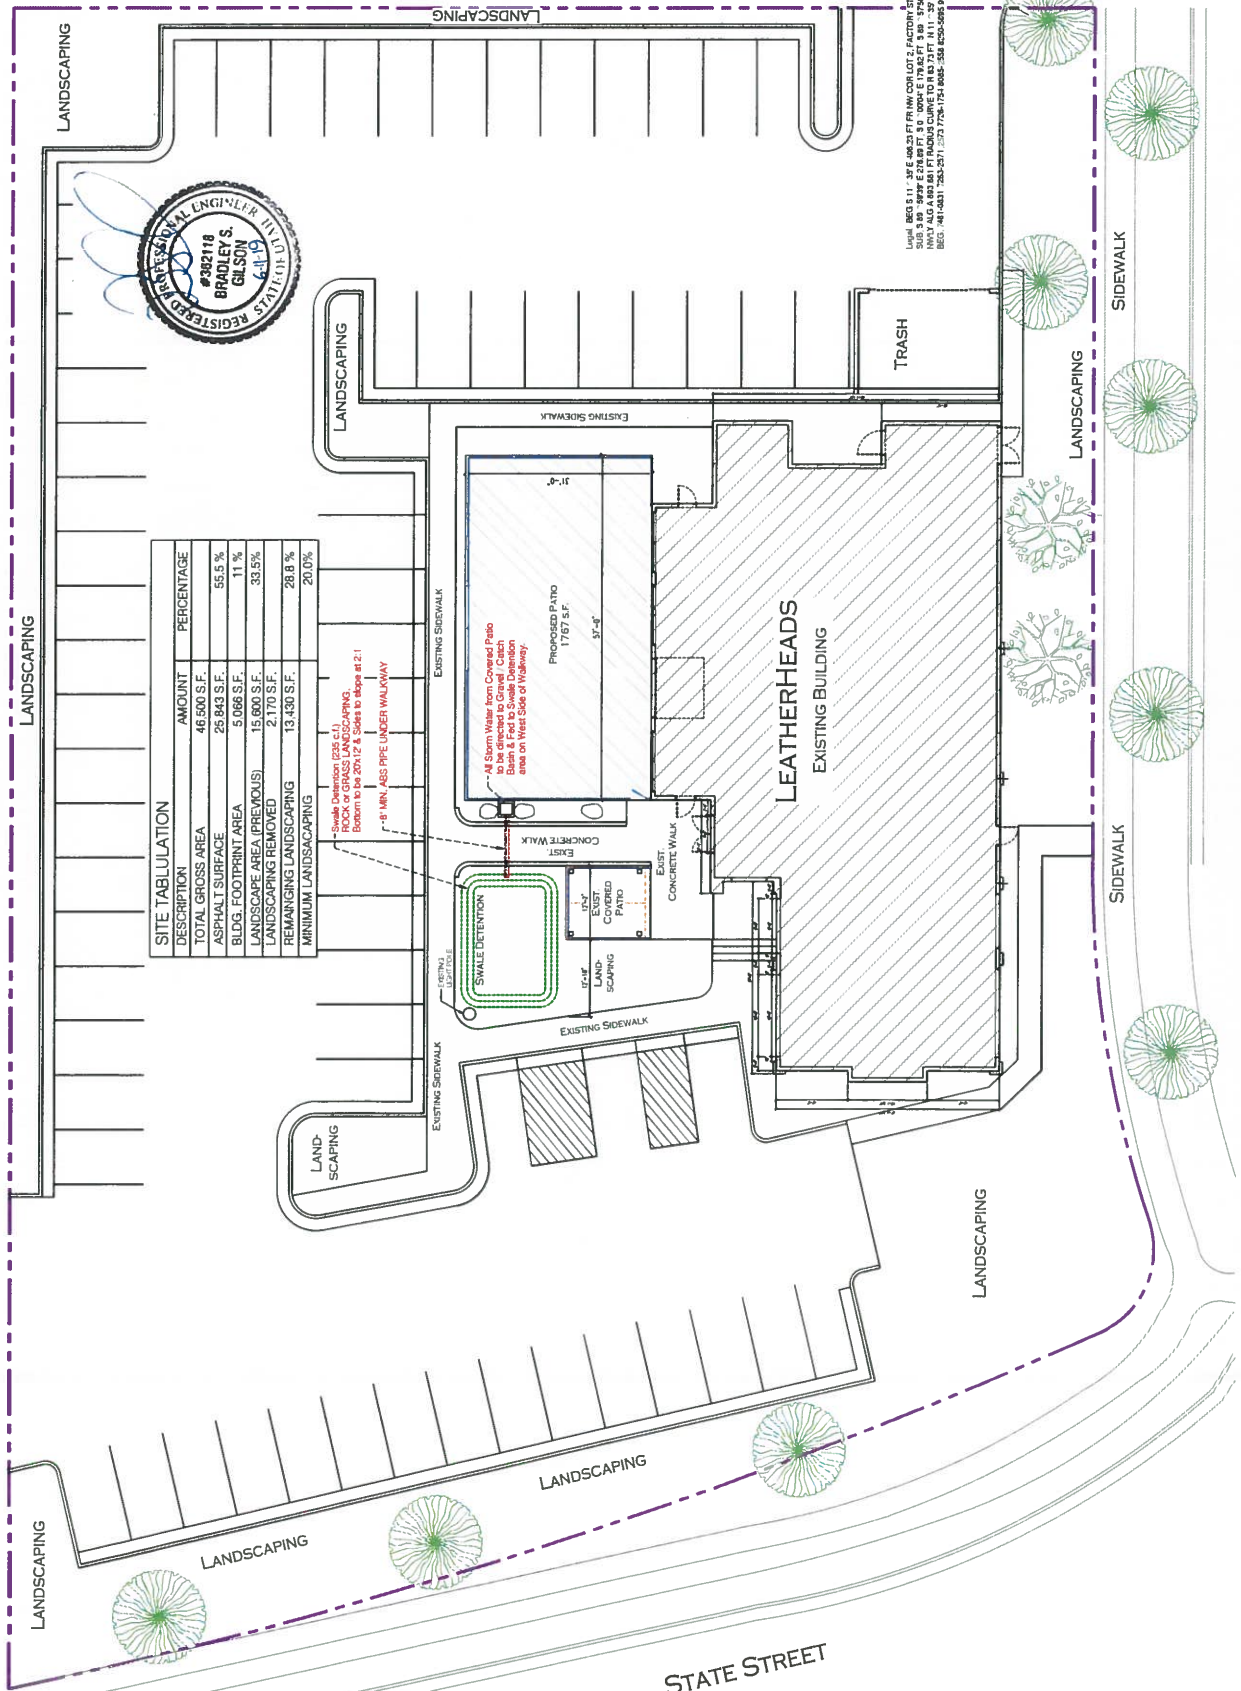 LANDSCAPING
LANDSCAPING
LANDSCAPING
REGISTERED PROFESSIONAL ENGINEER
STATE OF UTAH
#362118
BRADLEY S.
GILSON
6-11-19
SITE TABLULATION
DESCRIPTION AMOUNT PERCENTAGE
TOTAL GROSS AREA 46,500 S.F.
ASPHALT SURFACE 25,843 S.F. 55.5 %
BLDG. FOOTPRINT AREA 5,066 S.F. 11 %
LANDSCAPE AREA (PREVIOUS) 15,600 S.F. 33.5%
LANDSCAPING REMOVED 2,170 S.F.
REMAINGING LANDSCAPING 13,430 S.F. 28.8 %
MINIMUM LANDSACAPING 20.0%
LANDSCAPING
Swale Detention (235 c.f.)
ROCK or GRASS LANDSCAPING.
Bottom to be 20'x12' & Sides to slope at 2:1
8" MIN. ABS PIPE UNDER WALKWAY
EXISTING SIDEWALK
EXISTING SIDEWALK
EXISTING SIDEWALK
All Storm Water from Covered Patio
to be directed to Gravel / Catch
Basin & Fed to Swale Detention
area on West Side of Walkway.
PROPOSED PATIO
1767 S.F.
31'-0"
57'-0"
EXIST.
CONCRETE WALK
EXIST.
CONCRETE WALK
SWALE DETENTION
EXISTING
LIGHT POLE
EXIST.
COVERED
PATIO
LAND-
SCAPING
EXISTING SIDEWALK
LAND-
SCAPING
LEATHERHEADS
EXISTING BUILDING
TRASH
LANDSCAPING
SIDEWALK
SIDEWALK
LANDSCAPING
LANDSCAPING
LANDSCAPING
LANDSCAPING
STATE STREET